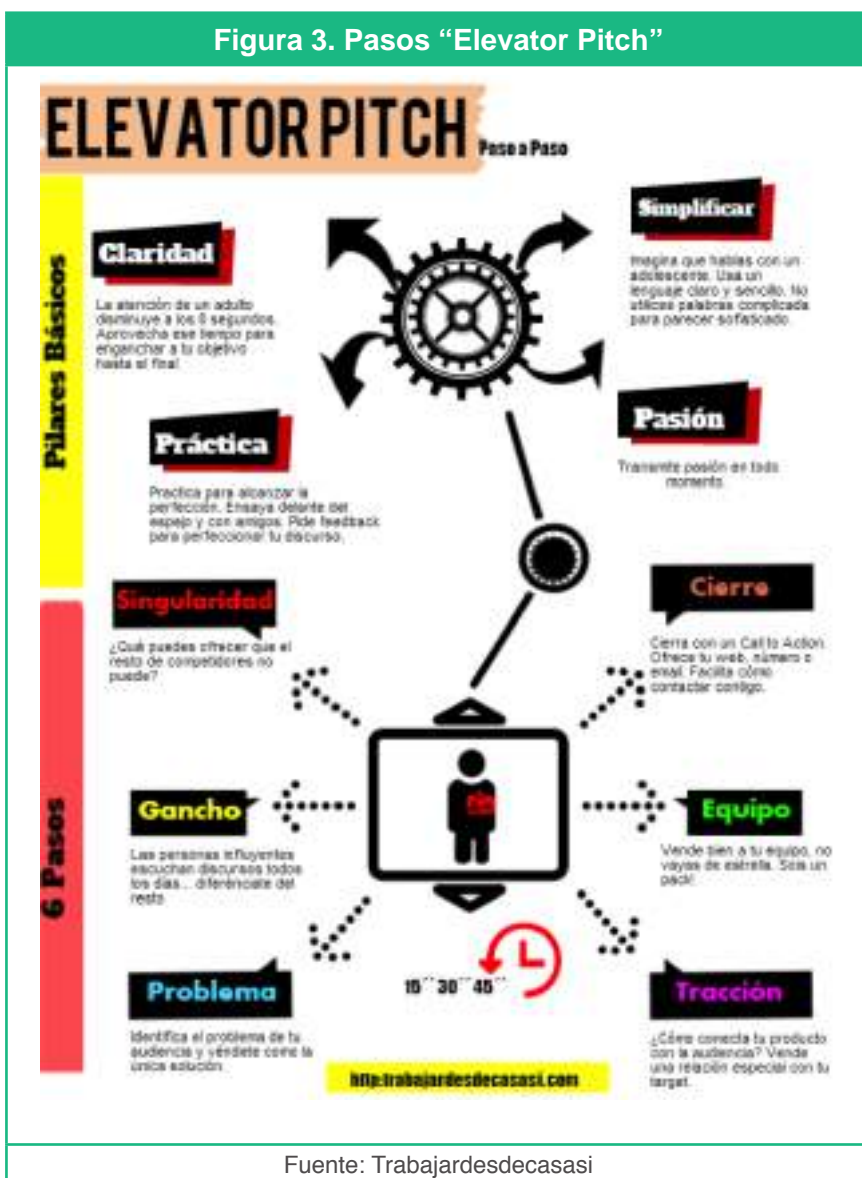 Figura 3. Pasos “Elevator Pitch”
ELEVATOR PITCH
Paso a Paso
Pilares Básicos
Claridad
La atención de un adulto
disminuye a los 8 segundos.
Aprovecha ese tiempo para
enganchar a tu objetivo
hasta el final
Simplificar
Imagina que hablas con un
adolescente. Usa un
lenguaje claro y sencillo. No
utilices palabras complicada
para parecer sofisticado.
Práctica
Practica para alcanzar la
perfección. Ensaya delante del
espejo y con amigos. Pide feedback
para perfeccionar tu discurso.
Pasión
Transmite pasión en todo
momento
6 Pasos
Singularidad
¿Qué puedes ofrecer que el
resto de competidores no
puede?
Cierre
Cierra con un Call to Action.
Ofrece tu web, número o
email. Facilita cómo
contactar contigo.
Gancho
Las personas influyentes
escuchan discursos todos
los días... diferénciate del
resto
Equipo
Vende bien a tu equipo, no
vayas de estrella. Sois un
pack!
Problema
Identifica el problema de tu
audiencia y véndete como la
única solución
15´´ 30´´ 45´´
Tracción
¿Cómo conecta tu producto
con la audiencia? Vende
una relación especial con tu
target.
http:trabajardesdecasasi.com
Fuente: Trabajardesdecasasi